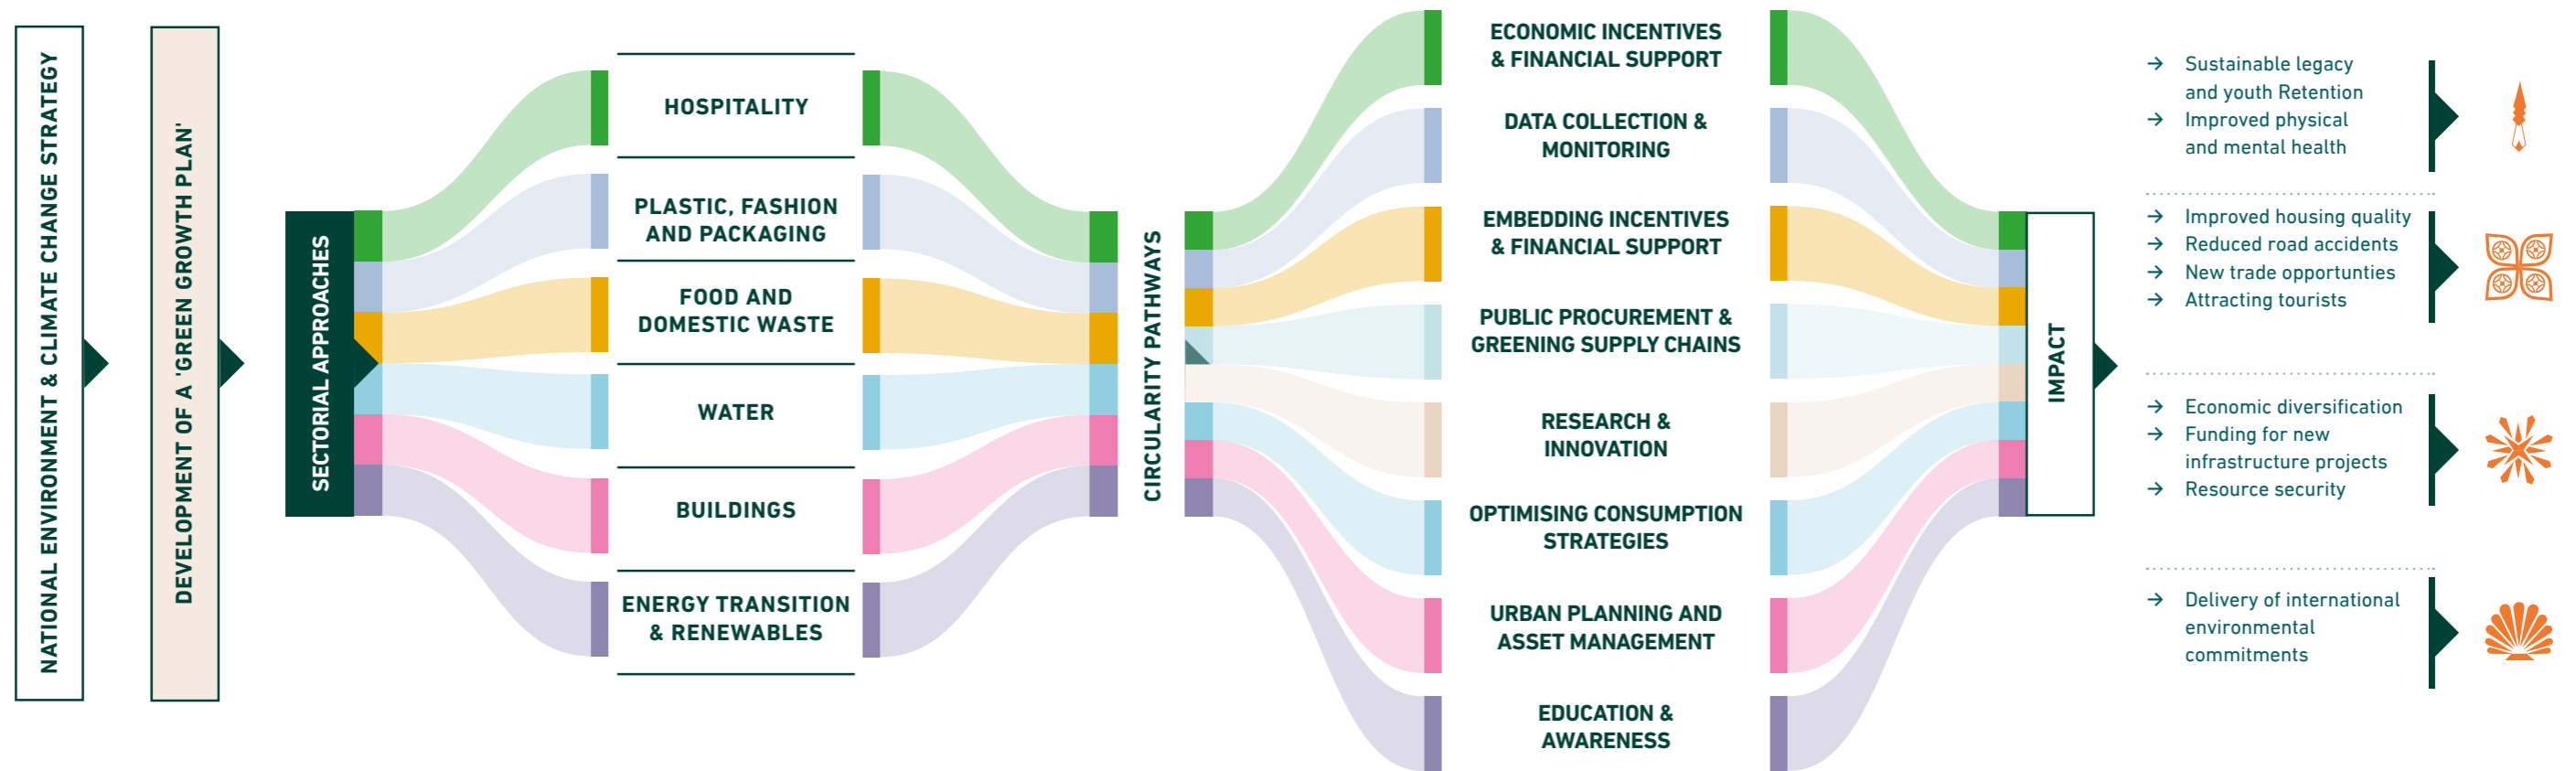 NATIONAL ENVIRONMENT & CLIMATE CHANGE STRATEGY
DEVELOPMENT OF A 'GREEN GROWTH PLAN'
SECTORIAL APPROACHES
HOSPITALITY
PLASTIC, FASHION
AND PACKAGING
FOOD AND
DOMESTIC WASTE
WATER
BUILDINGS
ENERGY TRANSITION
& RENEWABLES
CIRCULARITY PATHWAYS
ECONOMIC INCENTIVES
& FINANCIAL SUPPORT
DATA COLLECTION &
MONITORING
EMBEDDING INCENTIVES
& FINANCIAL SUPPORT
PUBLIC PROCUREMENT &
GREENING SUPPLY CHAINS
RESEARCH &
INNOVATION
OPTIMISING CONSUMPTION
STRATEGIES
URBAN PLANNING AND
ASSET MANAGEMENT
EDUCATION &
AWARENESS
IMPACT
→ Sustainable legacy
and youth Retention
→ Improved physical
and mental health
→ Improved housing quality
→ Reduced road accidents
→ New trade opportunties
→ Attracting tourists
→ Economic diversification
→ Funding for new
infrastructure projects
→ Resource security
→ Delivery of international
environmental
commitments